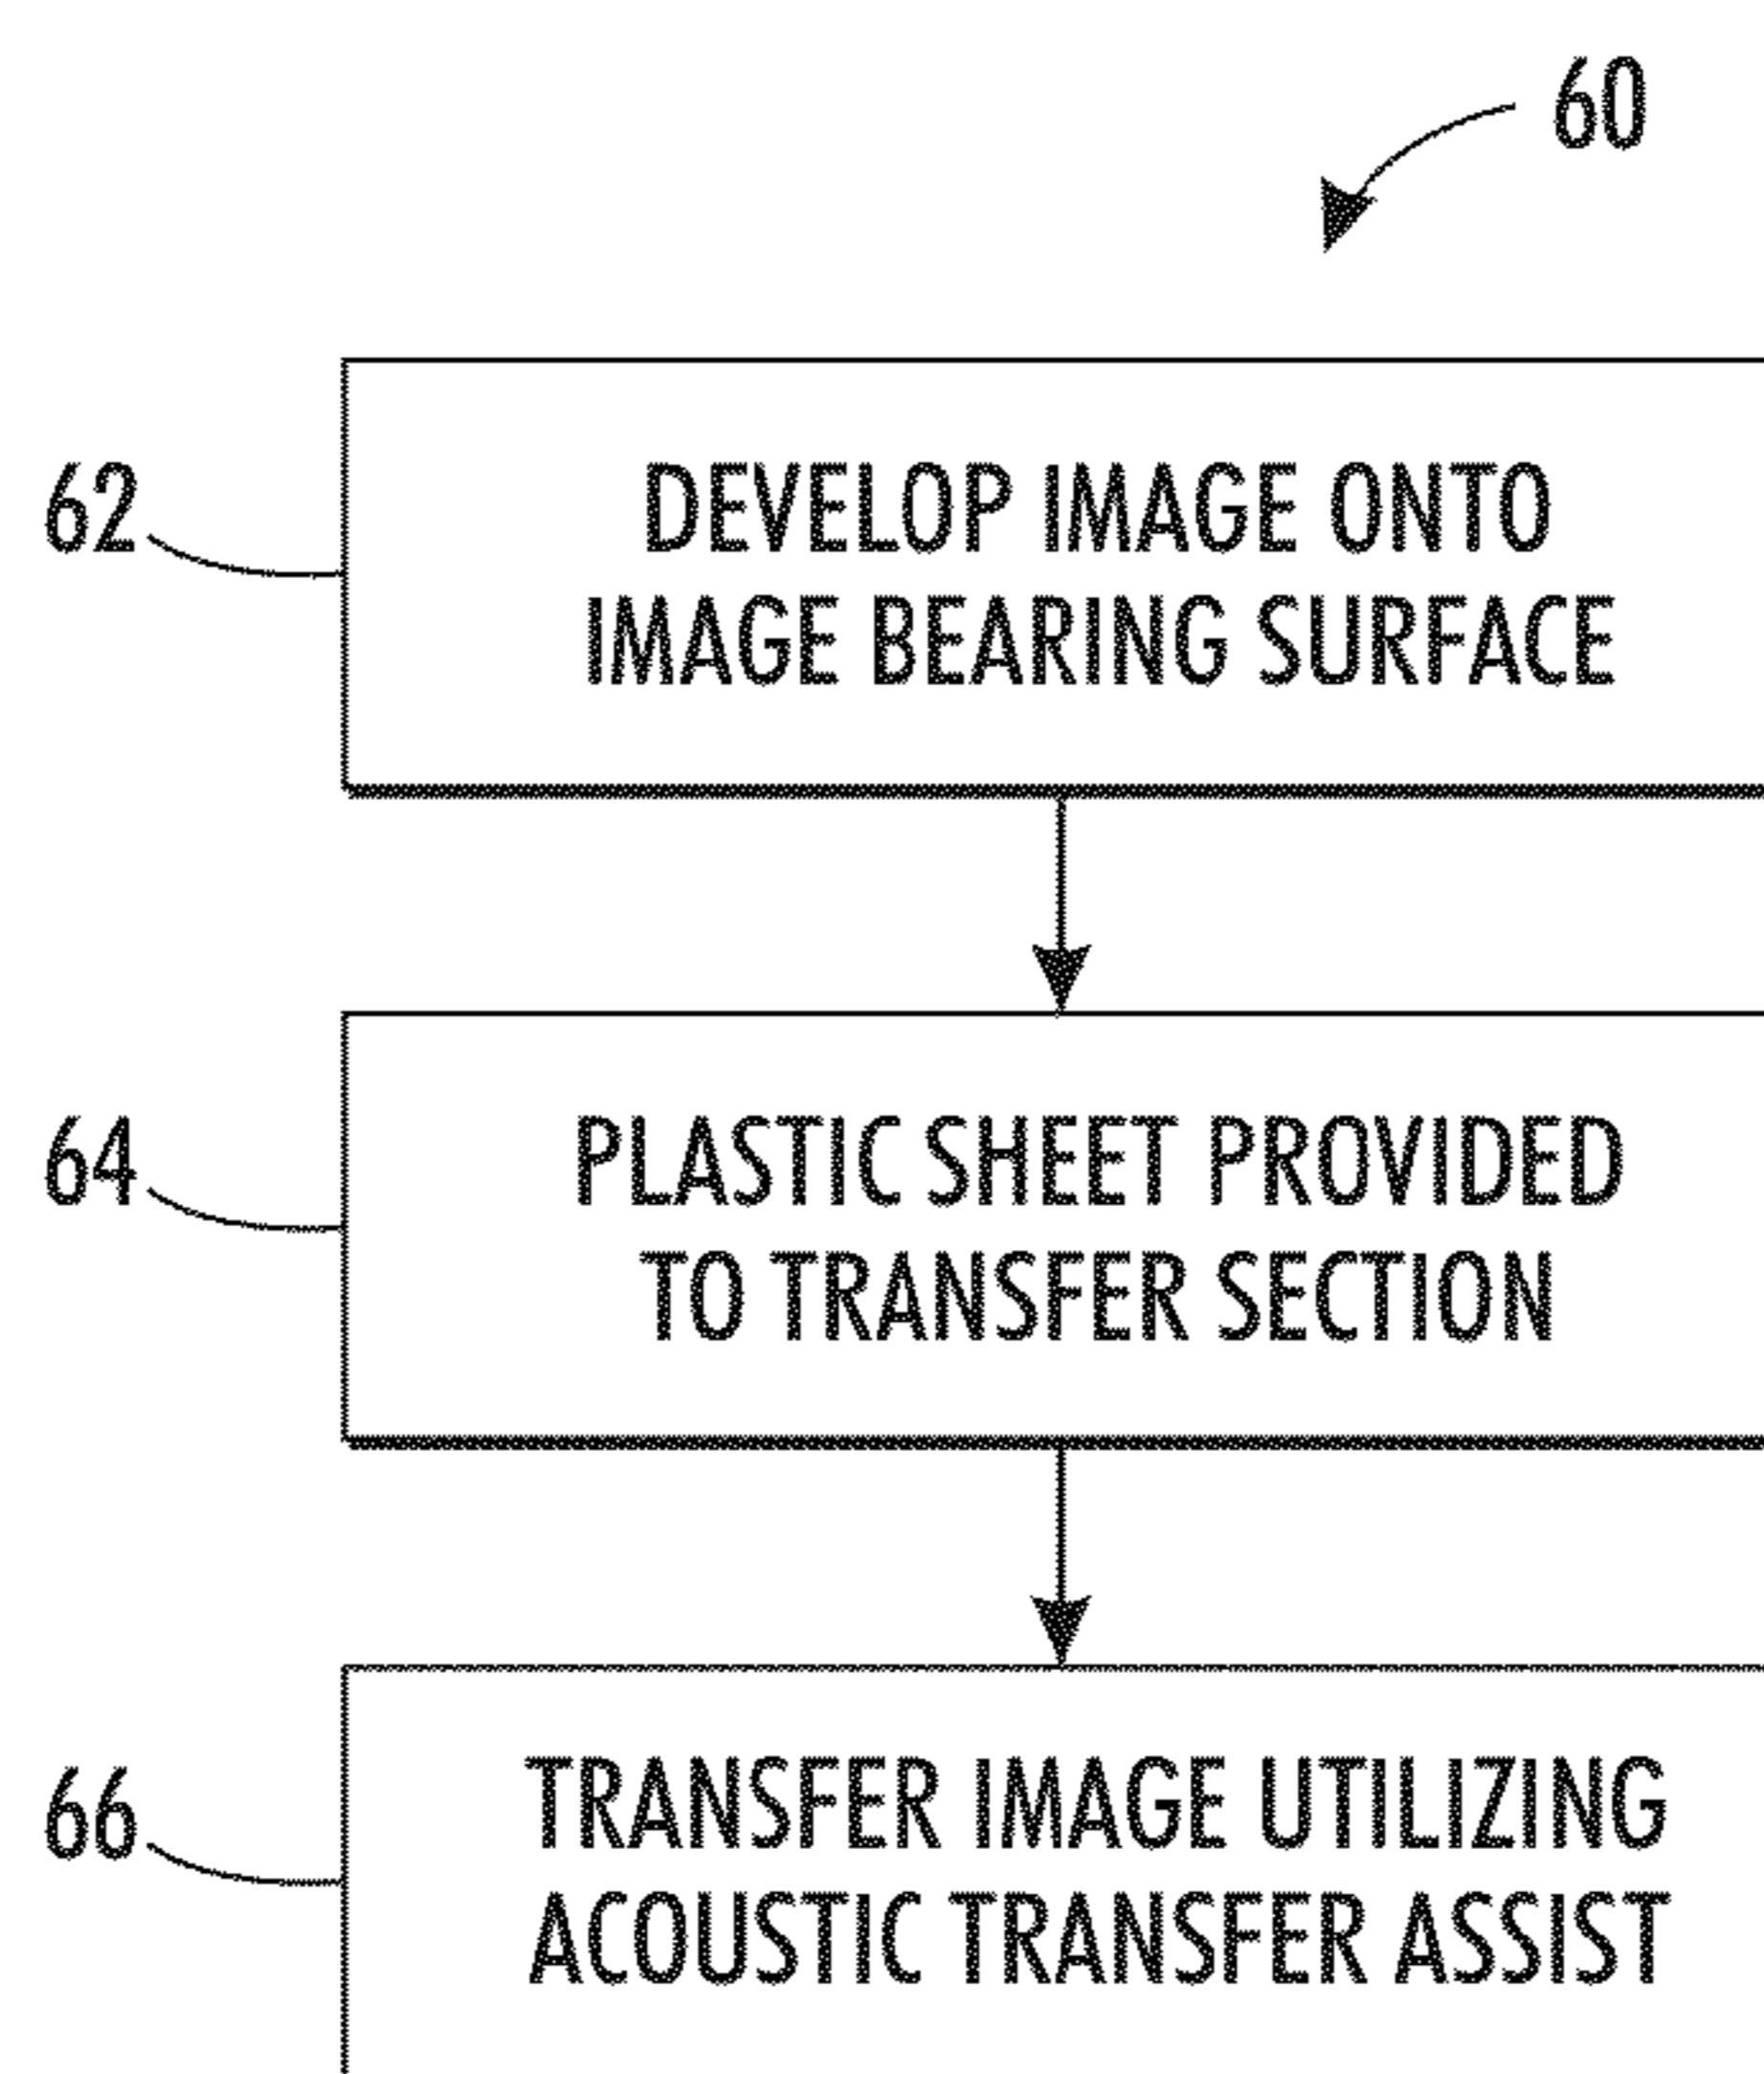 60
62
DEVELOP IMAGE ONTO
IMAGE BEARING SURFACE
64
PLASTIC SHEET PROVIDED
TO TRANSFER SECTION
66
TRANSFER IMAGE UTILIZING
ACOUSTIC TRANSFER ASSIST